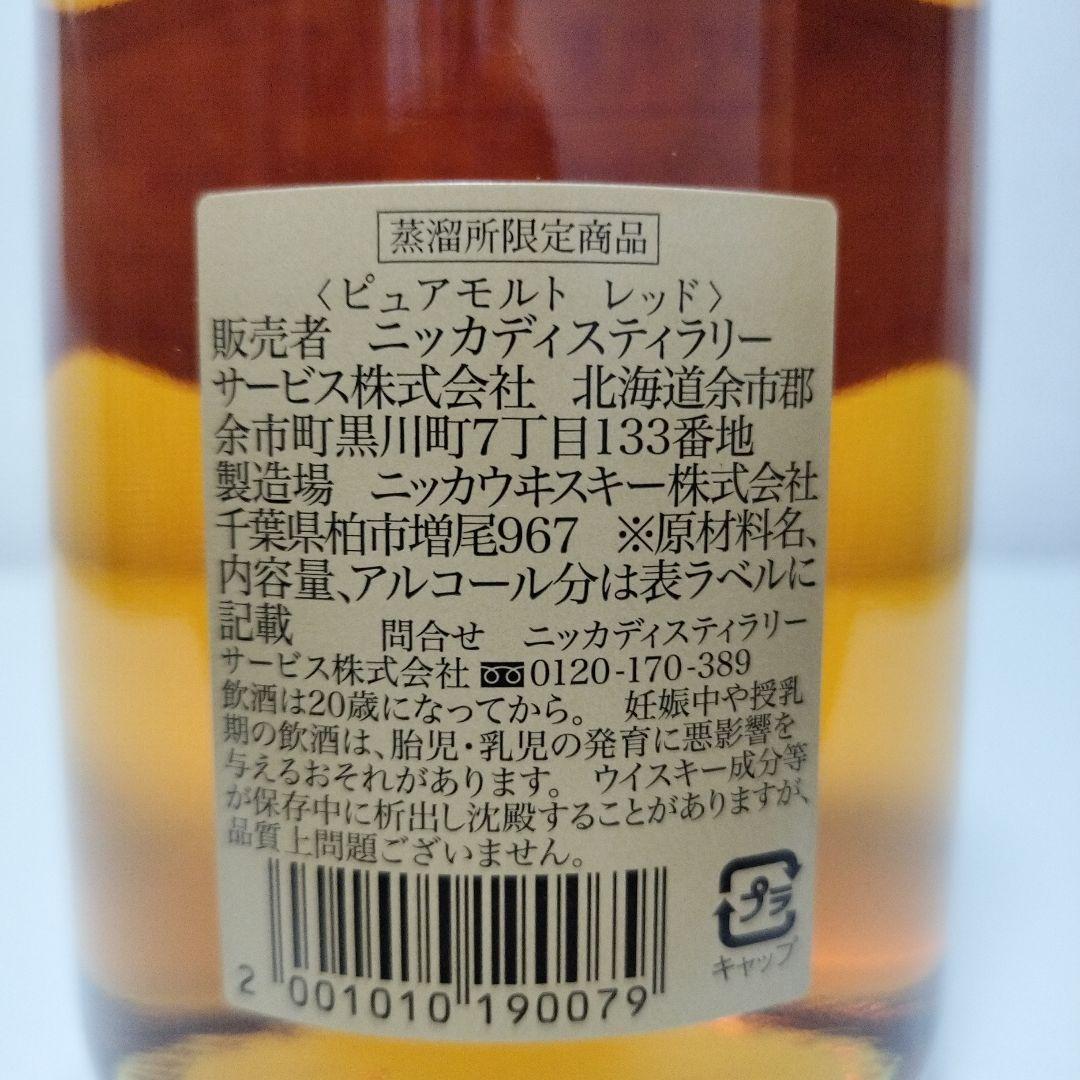 蒸溜所限定商品
〈ピュアモルト レッド〉
販売者 ニッカディスティラリー
サービス株式会社 北海道余市郡
余市町黒川町7丁目133番地
製造場 ニッカウヰスキー株式会社
千葉県柏市増尾967 ※原材料名、
内容量、アルコール分は表ラベルに
記載 問合せ ニッカディスティラリー
サービス株式会社 0120-170-389
飲酒は20歳になってから。 妊娠中や授乳
期の飲酒は、胎児・乳児の発育に悪影響を
与えるおそれがあります。 ウイスキー成分等
が保存中に析出し沈殿することがありますが、
品質上問題ございません。
プラ
キャップ
2 001010 190079